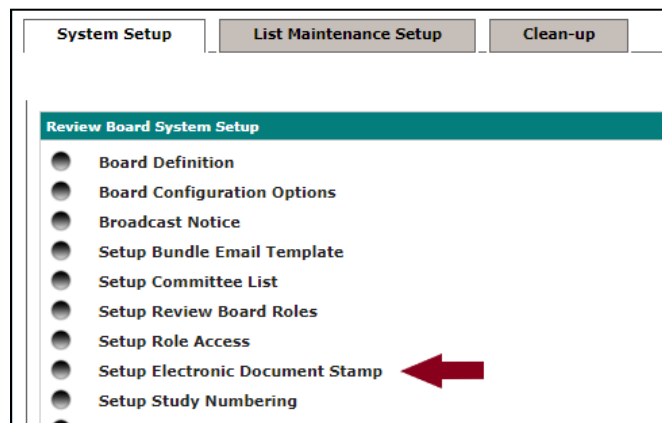 System Setup List Maintenance Setup Clean-up
Review Board System Setup
Board Definition
Board Configuration Options
Broadcast Notice
Setup Bundle Email Template
Setup Committee List
Setup Review Board Roles
Setup Role Access
Setup Electronic Document Stamp
Setup Study Numbering